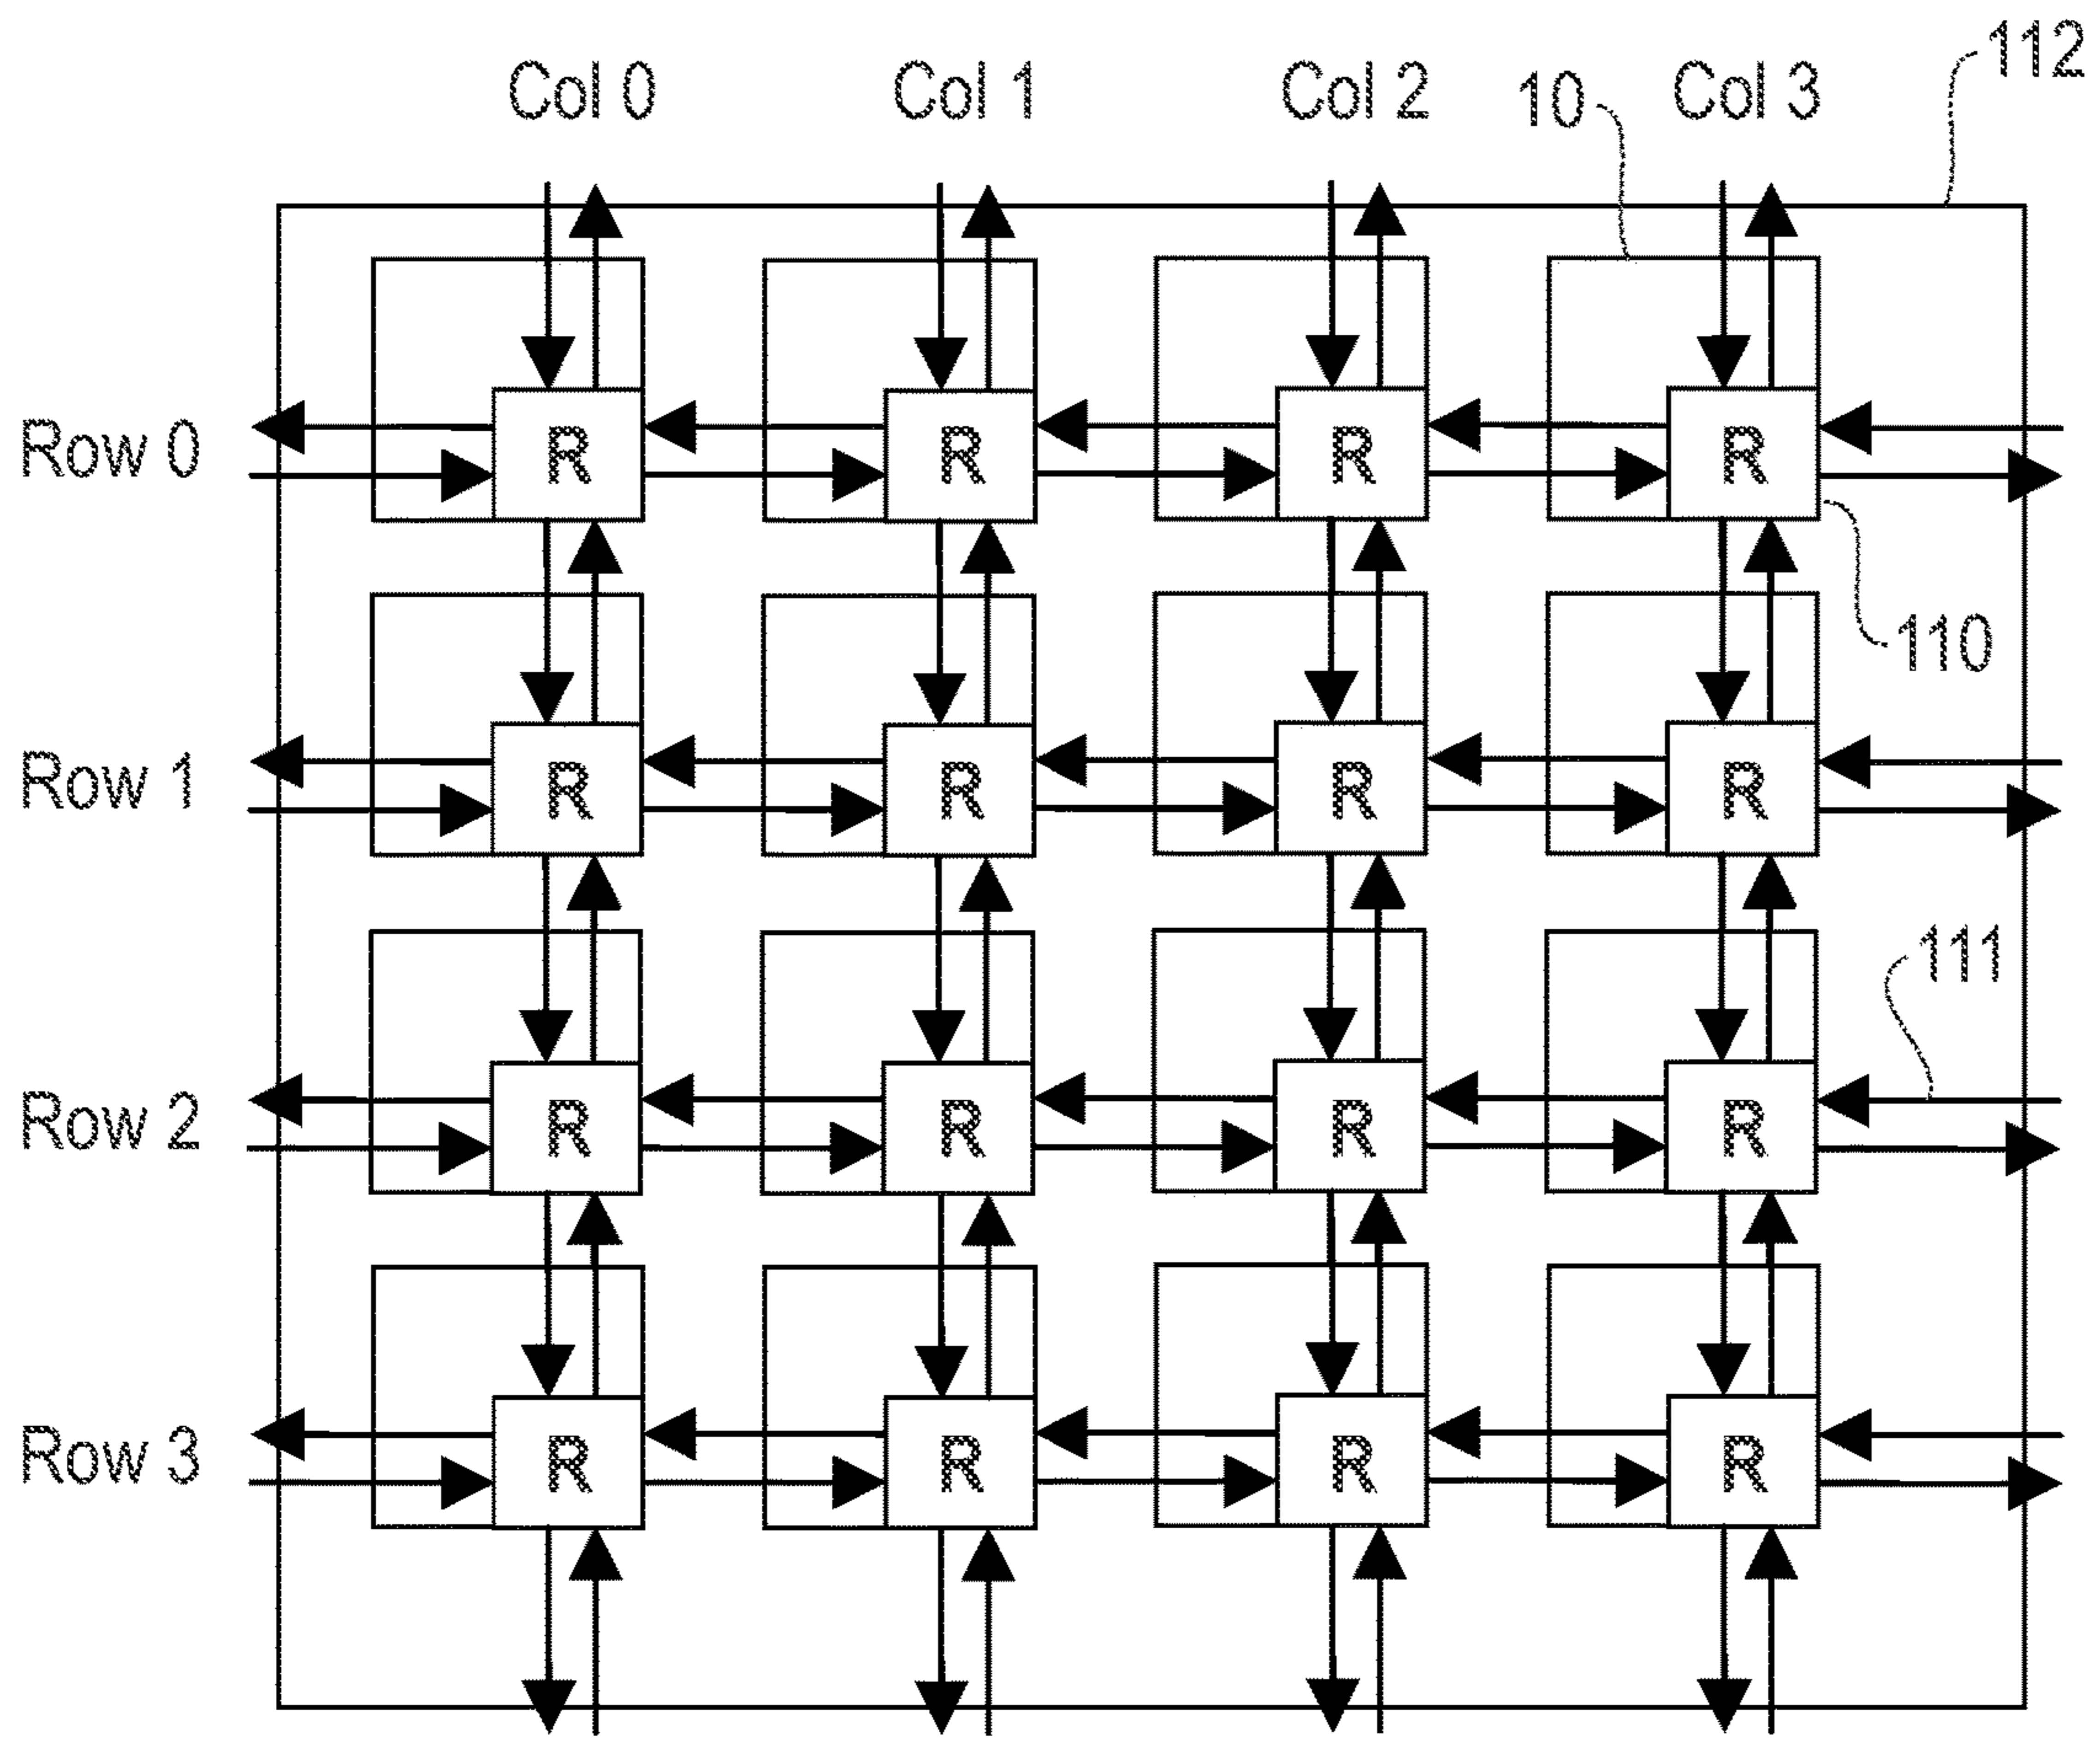 112
Col 0 Col 1 Col 2 10 Col 3
Row 0 R R R R
110
Row 1 R R R R
111
Row 2 R R R R
Row 3 R R R R